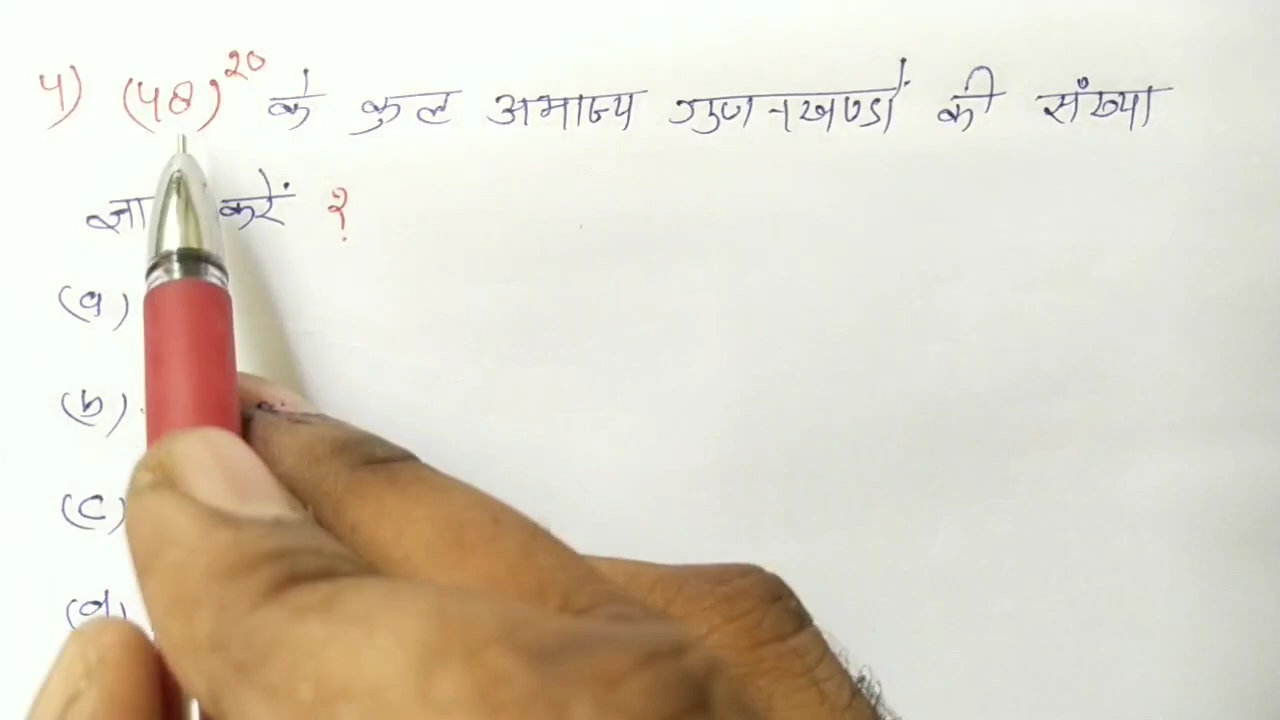 4) (48)²⁰ के कुल अभाज्य गुणनखण्डों की संख्या
करें ?
(a)
(b)
(c)
(d)